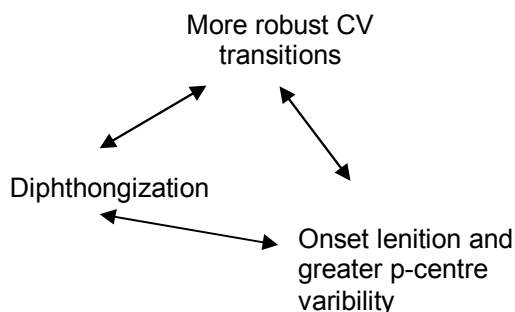 More robust CV
transitions
Diphthongization
Onset lenition and
greater p-centre
varibility